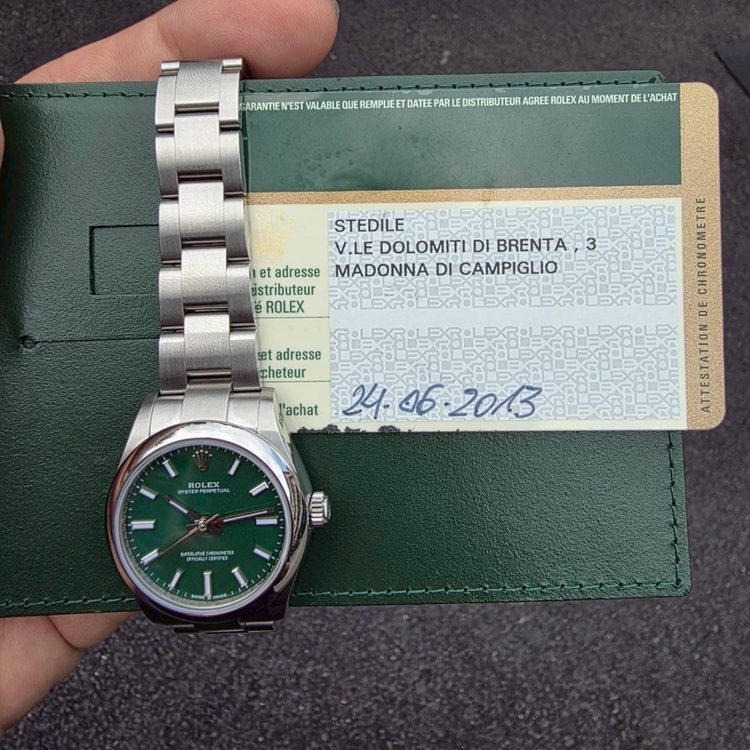 GARANTIE N'EST VALABLE QUE REMPLIE ET DATEE PAR LE DISTRIBUTEUR AGREE ROLEX AU MOMENT DE L'ACHAT
STEDILE
V.LE DOLOMITI DI BRENTA , 3
MADONNA DI CAMPIGLIO
et adresse
ROLEX
et adresse
l'achat
24.06.2013
ATTESTATION DE CHRONOMETRE
ROLEX
OYSTER PERPETUAL
SUPERLATIVE CHRONOMETER
OFFICIALLY CERTIFIED
SWISS MADE